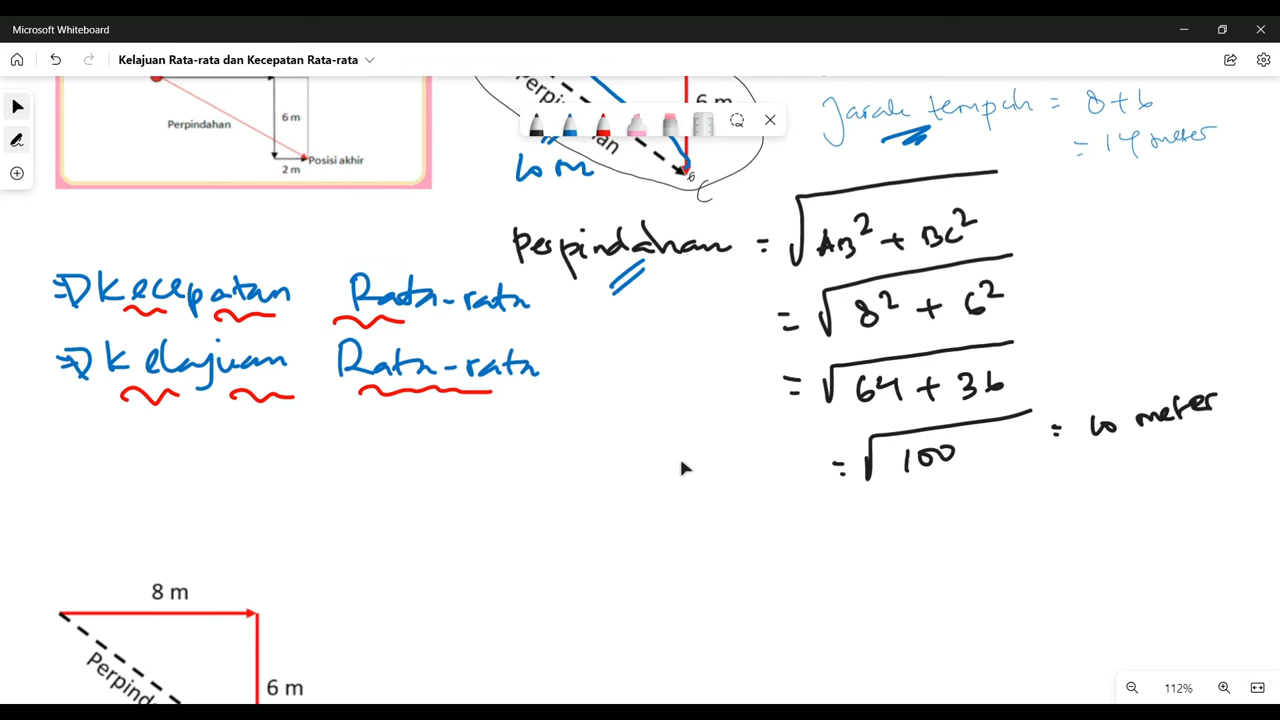 Microsoft Whiteboard
Kelajuan Rata-rata dan Kecepatan Rata-rata
6 m
Perpindahan
Posisi akhir
2 m
Perpindahan
6 m
10 m
B
C
Jarak tempuh = 8 + 6
= 14 meter
Perpindahan = √AB² + BC²
= √8² + 6²
= √64 + 36
= √100 = 10 meter
=> Kecepatan Rata-rata
=> Kelajuan Rata-rata
8 m
6 m
112%